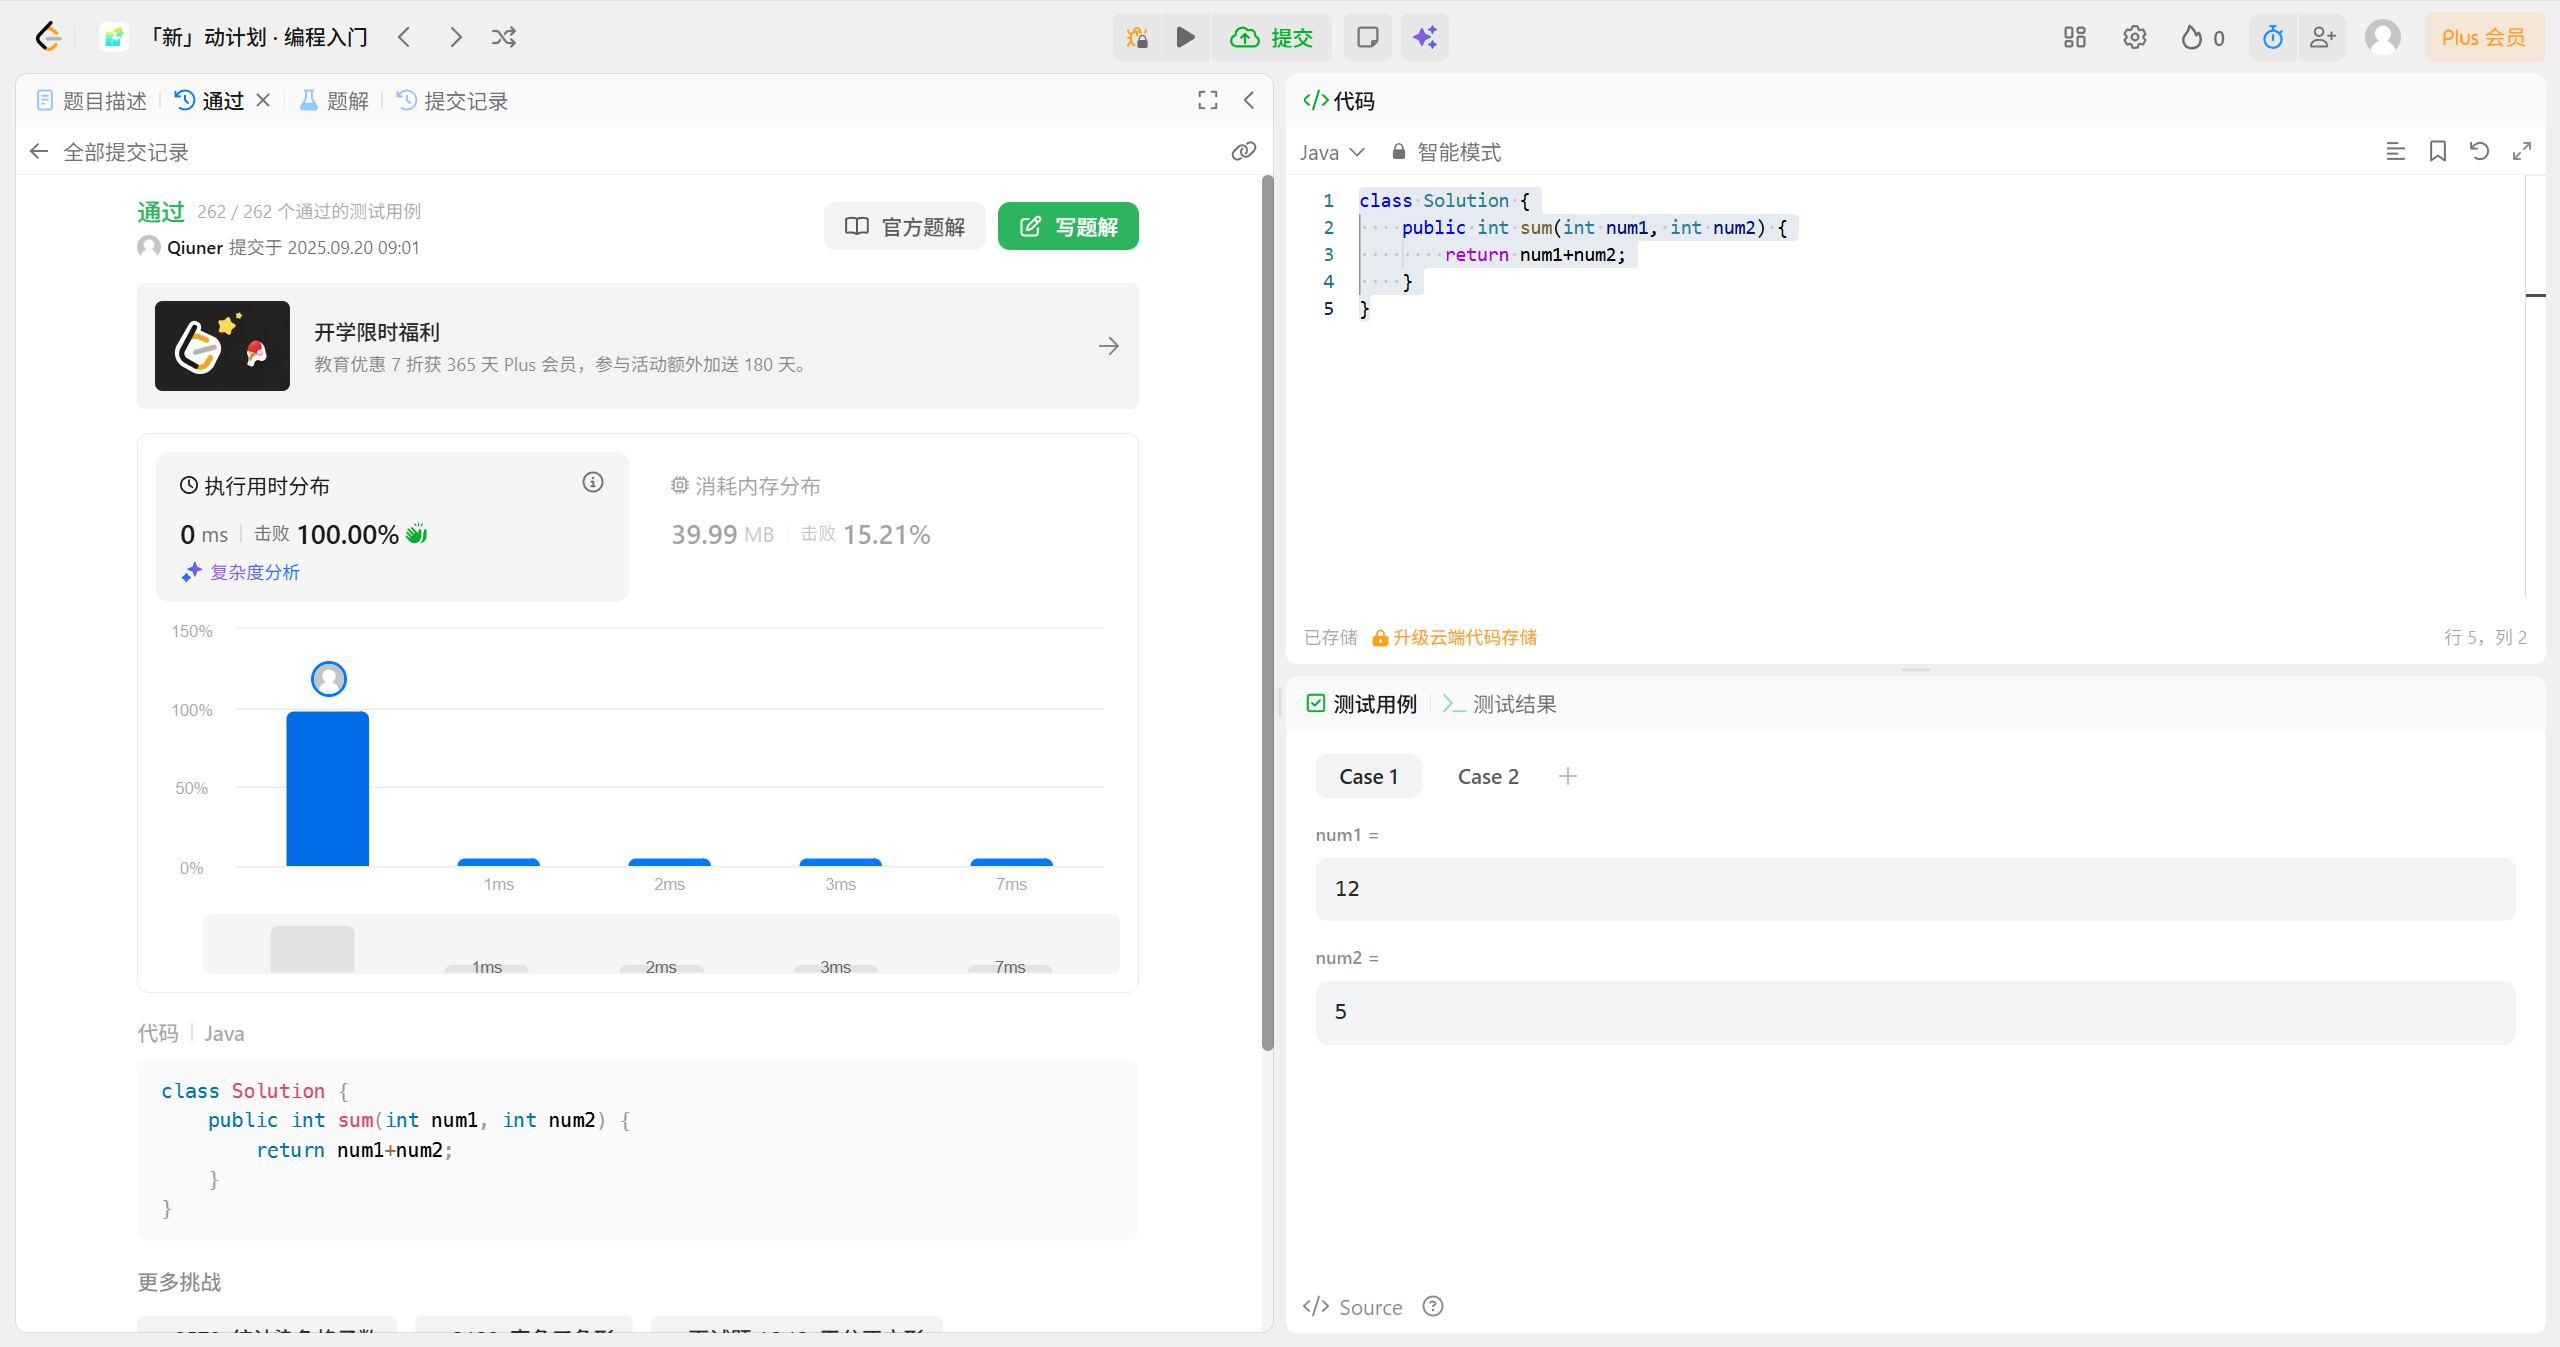 「新」动计划 · 编程入门
提交
0
Plus 会员
题目描述
通过
题解
提交记录
全部提交记录
通过 262 / 262 个通过的测试用例
Qiuner 提交于 2025.09.20 09:01
官方题解
写题解
开学限时福利
教育优惠 7 折获 365 天 Plus 会员，参与活动额外加送 180 天。
执行用时分布
0 ms 击败 100.00%
复杂度分析
消耗内存分布
39.99 MB 击败 15.21%
150%
100%
50%
0%
1ms 2ms 3ms 7ms
1ms 2ms 3ms 7ms
代码 Java
class Solution {
    public int sum(int num1, int num2) {
        return num1+num2;
    }
}
更多挑战
</> 代码
Java
智能模式
1 class Solution {
2     public int sum(int num1, int num2) {
3         return num1+num2;
4     }
5 }
已存储
升级云端代码存储
行 5，列 2
测试用例
测试结果
Case 1
Case 2
num1 =
12
num2 =
5
</> Source